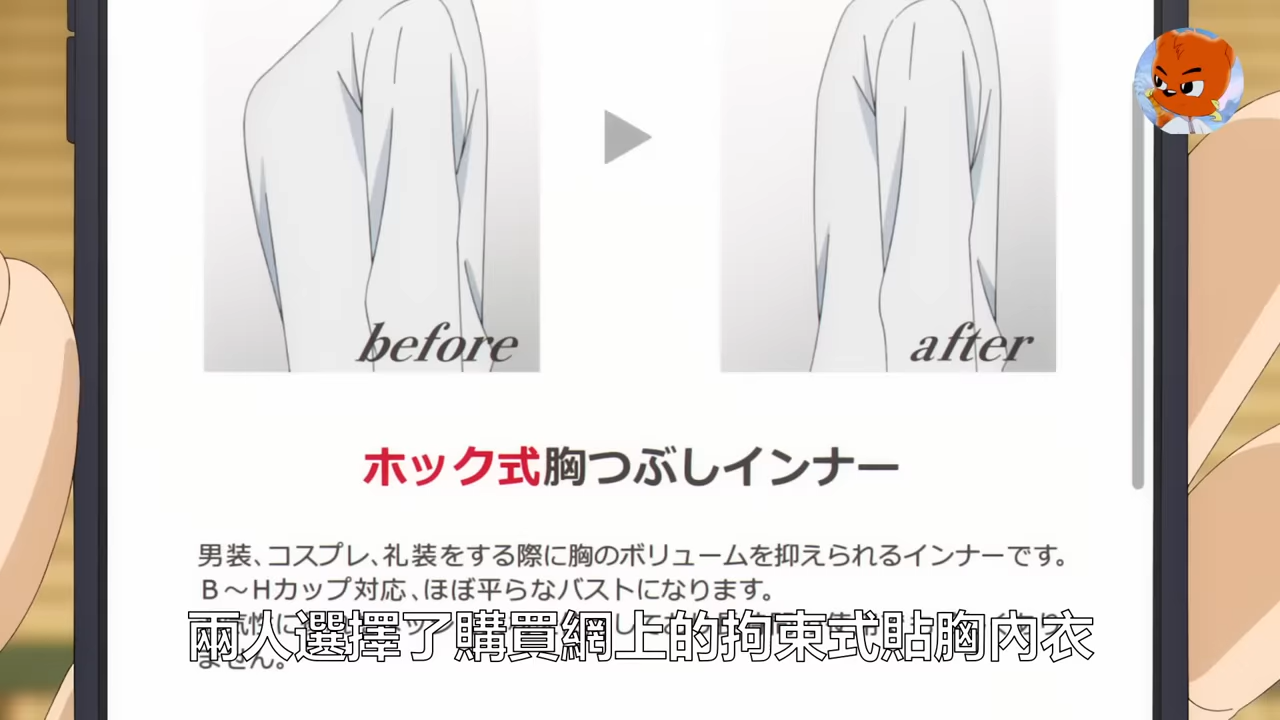 before
after
ホック式胸つぶしインナー
男装、コスプレ、礼装をする際に胸のボリュームを抑えられるインナーです。
B～Hカップ対応、ほぼ平らなバストになります。
兩人選擇了購買網上的拘束式貼胸內衣
ません。